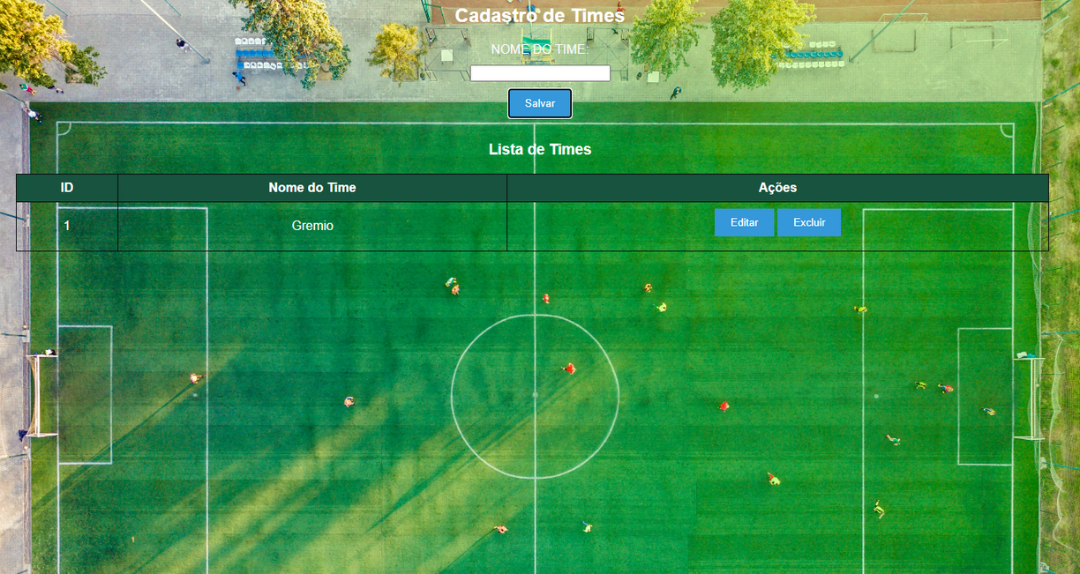 Cadastro de Times
NOME DO TIME:
Salvar
Lista de Times
ID Nome do Time Ações
1 Gremio Editar Excluir